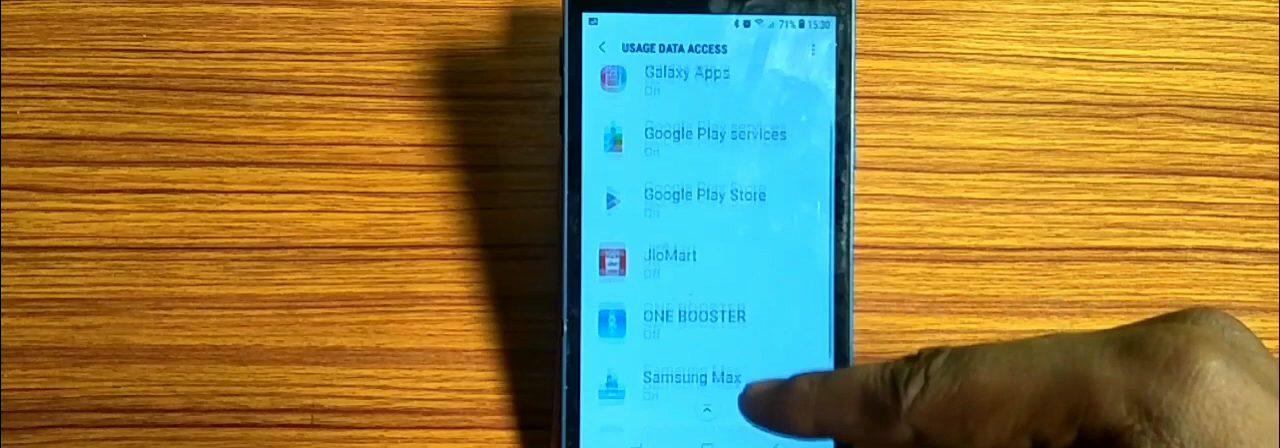 71% 15:30
USAGE DATA ACCESS
Galaxy Apps
On
Google Play services
On
Google Play Store
On
JioMart
Off
ONE BOOSTER
Off
Samsung Max
On